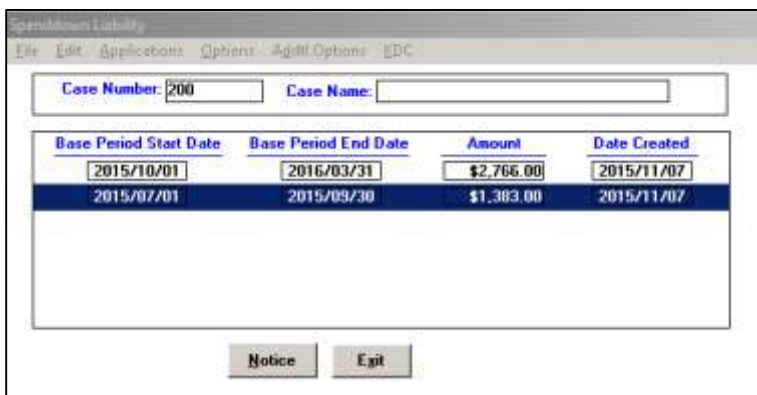 Spenddown Liability
File Edit Applications Options Addtl Options EDC
Case Number: 200 Case Name:
Base Period Start Date Base Period End Date Amount Date Created
2015/10/01 2016/03/31 $2,766.00 2015/11/07
2015/07/01 2015/09/30 $1,383.00 2015/11/07
Notice Exit